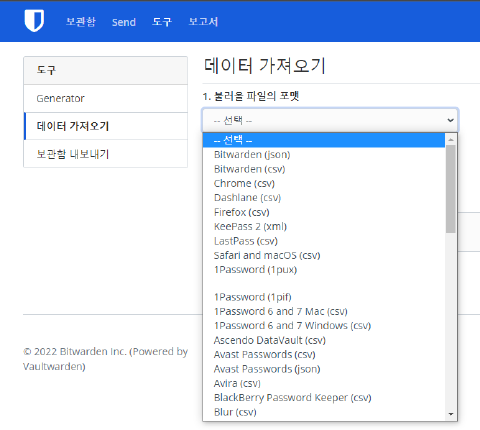 보관함 Send 도구 보고서
도구
Generator
데이터 가져오기
보관함 내보내기
데이터 가져오기
1. 불러올 파일의 포맷
-- 선택 --
-- 선택 --
Bitwarden (json)
Bitwarden (csv)
Chrome (csv)
Dashlane (csv)
Firefox (csv)
KeePass 2 (xml)
LastPass (csv)
Safari and macOS (csv)
1Password (1pux)
1Password (1pif)
1Password 6 and 7 Mac (csv)
1Password 6 and 7 Windows (csv)
Ascendo DataVault (csv)
Avast Passwords (csv)
Avast Passwords (json)
Avira (csv)
BlackBerry Password Keeper (csv)
Blur (csv)
© 2022 Bitwarden Inc. (Powered by
Vaultwarden)